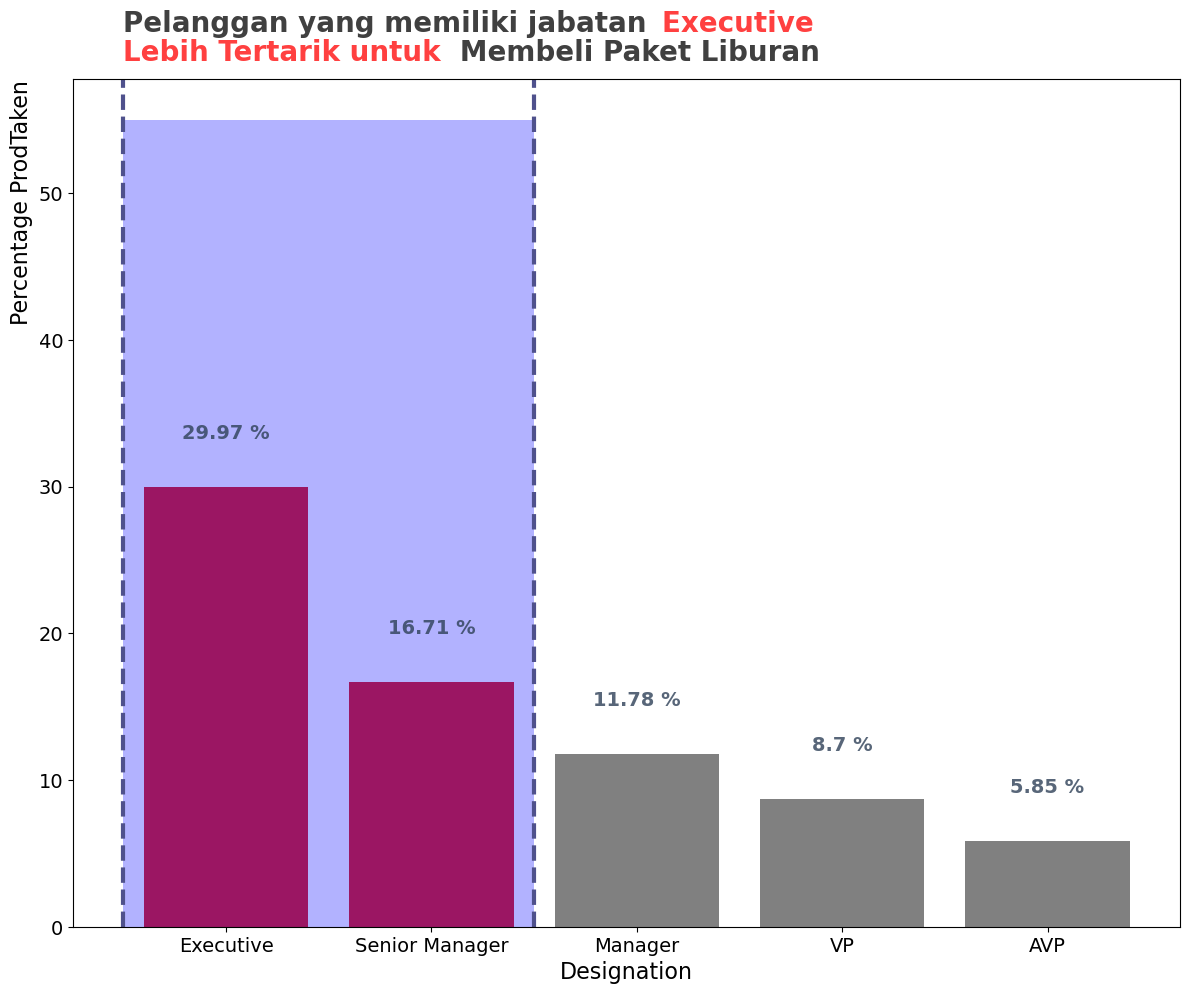 Pelanggan yang memiliki jabatan Executive
Lebih Tertarik untuk Membeli Paket Liburan
Percentage ProdTaken
50
40
30
20
10
0
29.97 %
16.71 %
11.78 %
8.7 %
5.85 %
Executive Senior Manager Manager VP AVP
Designation